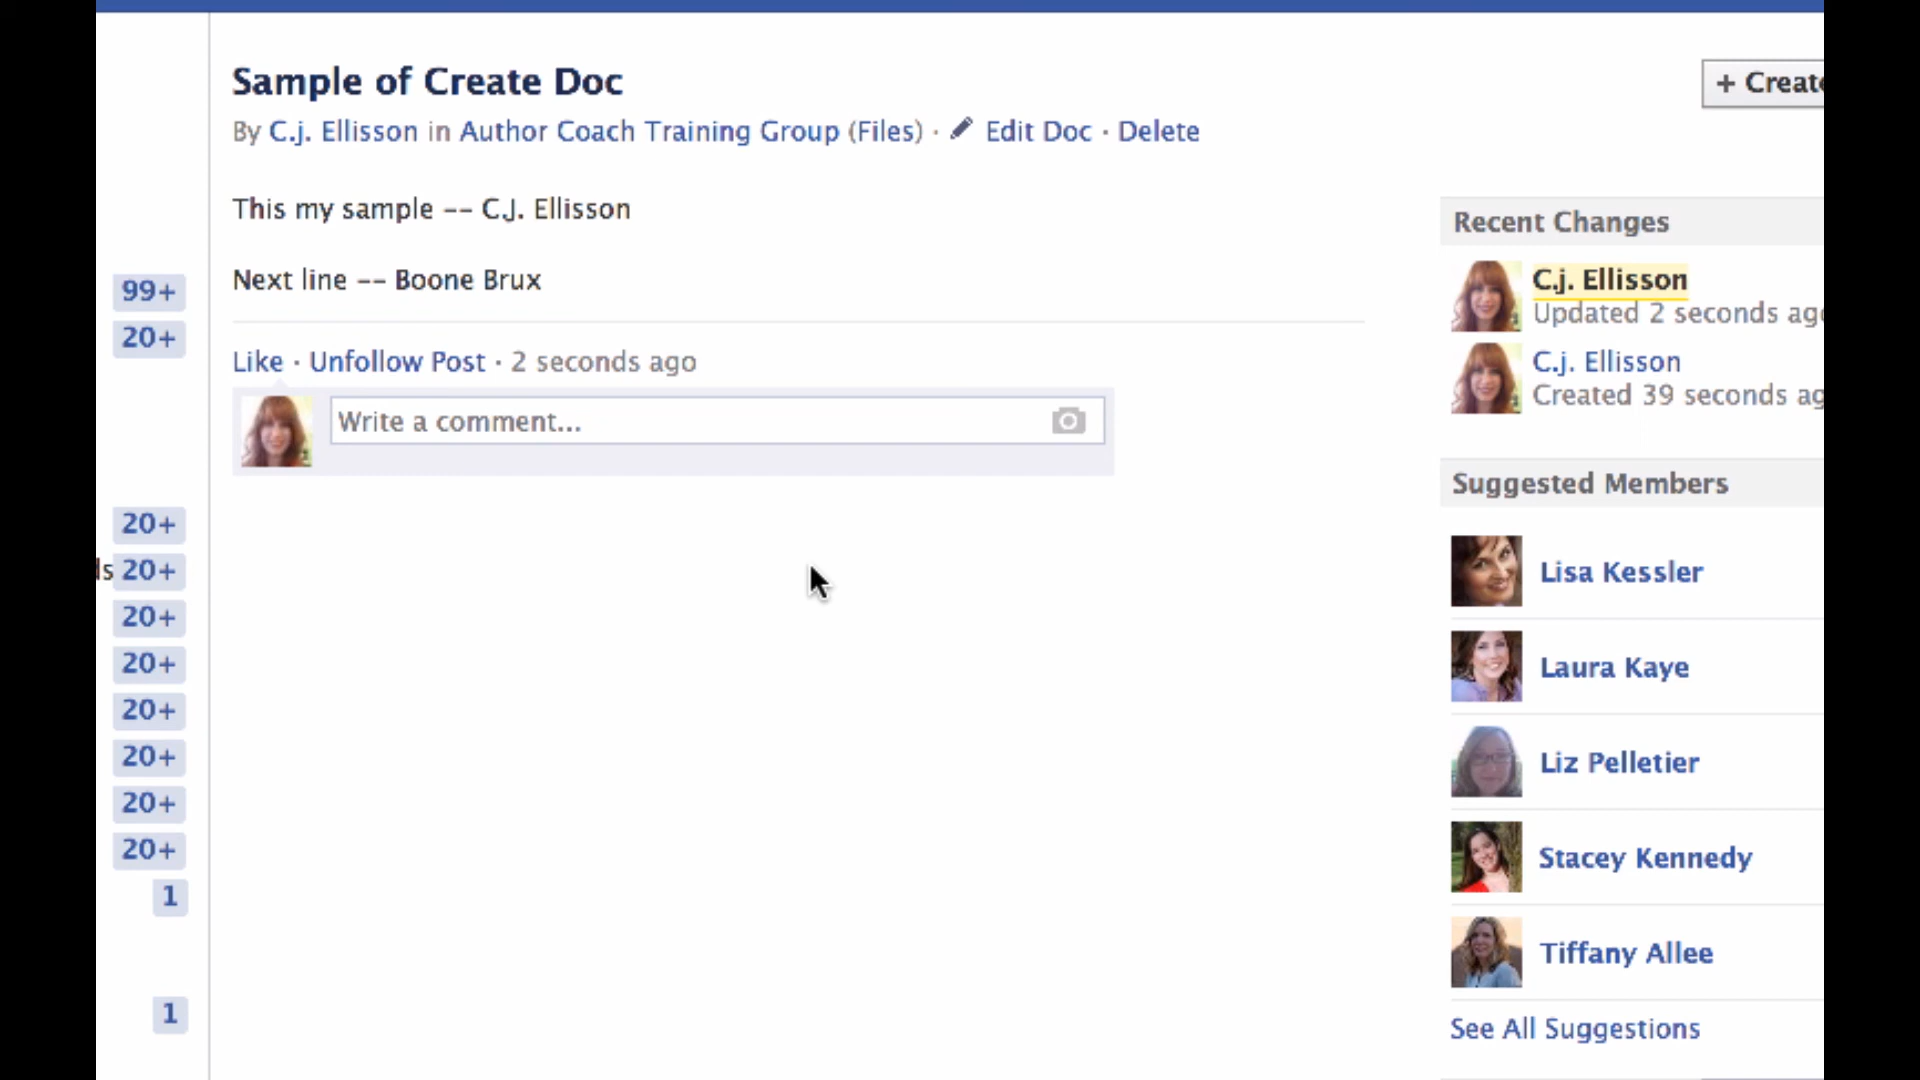 Sample of Create Doc
+ Create
By C.j. Ellisson in Author Coach Training Group (Files) · Edit Doc · Delete
This my sample -- C.J. Ellisson
Next line -- Boone Brux
Like · Unfollow Post · 2 seconds ago
Write a comment...
99+
20+
20+
20+
20+
20+
20+
20+
20+
20+
1
1
Recent Changes
C.j. Ellisson
Updated 2 seconds ago
C.j. Ellisson
Created 39 seconds ag
Suggested Members
Lisa Kessler
Laura Kaye
Liz Pelletier
Stacey Kennedy
Tiffany Allee
See All Suggestions